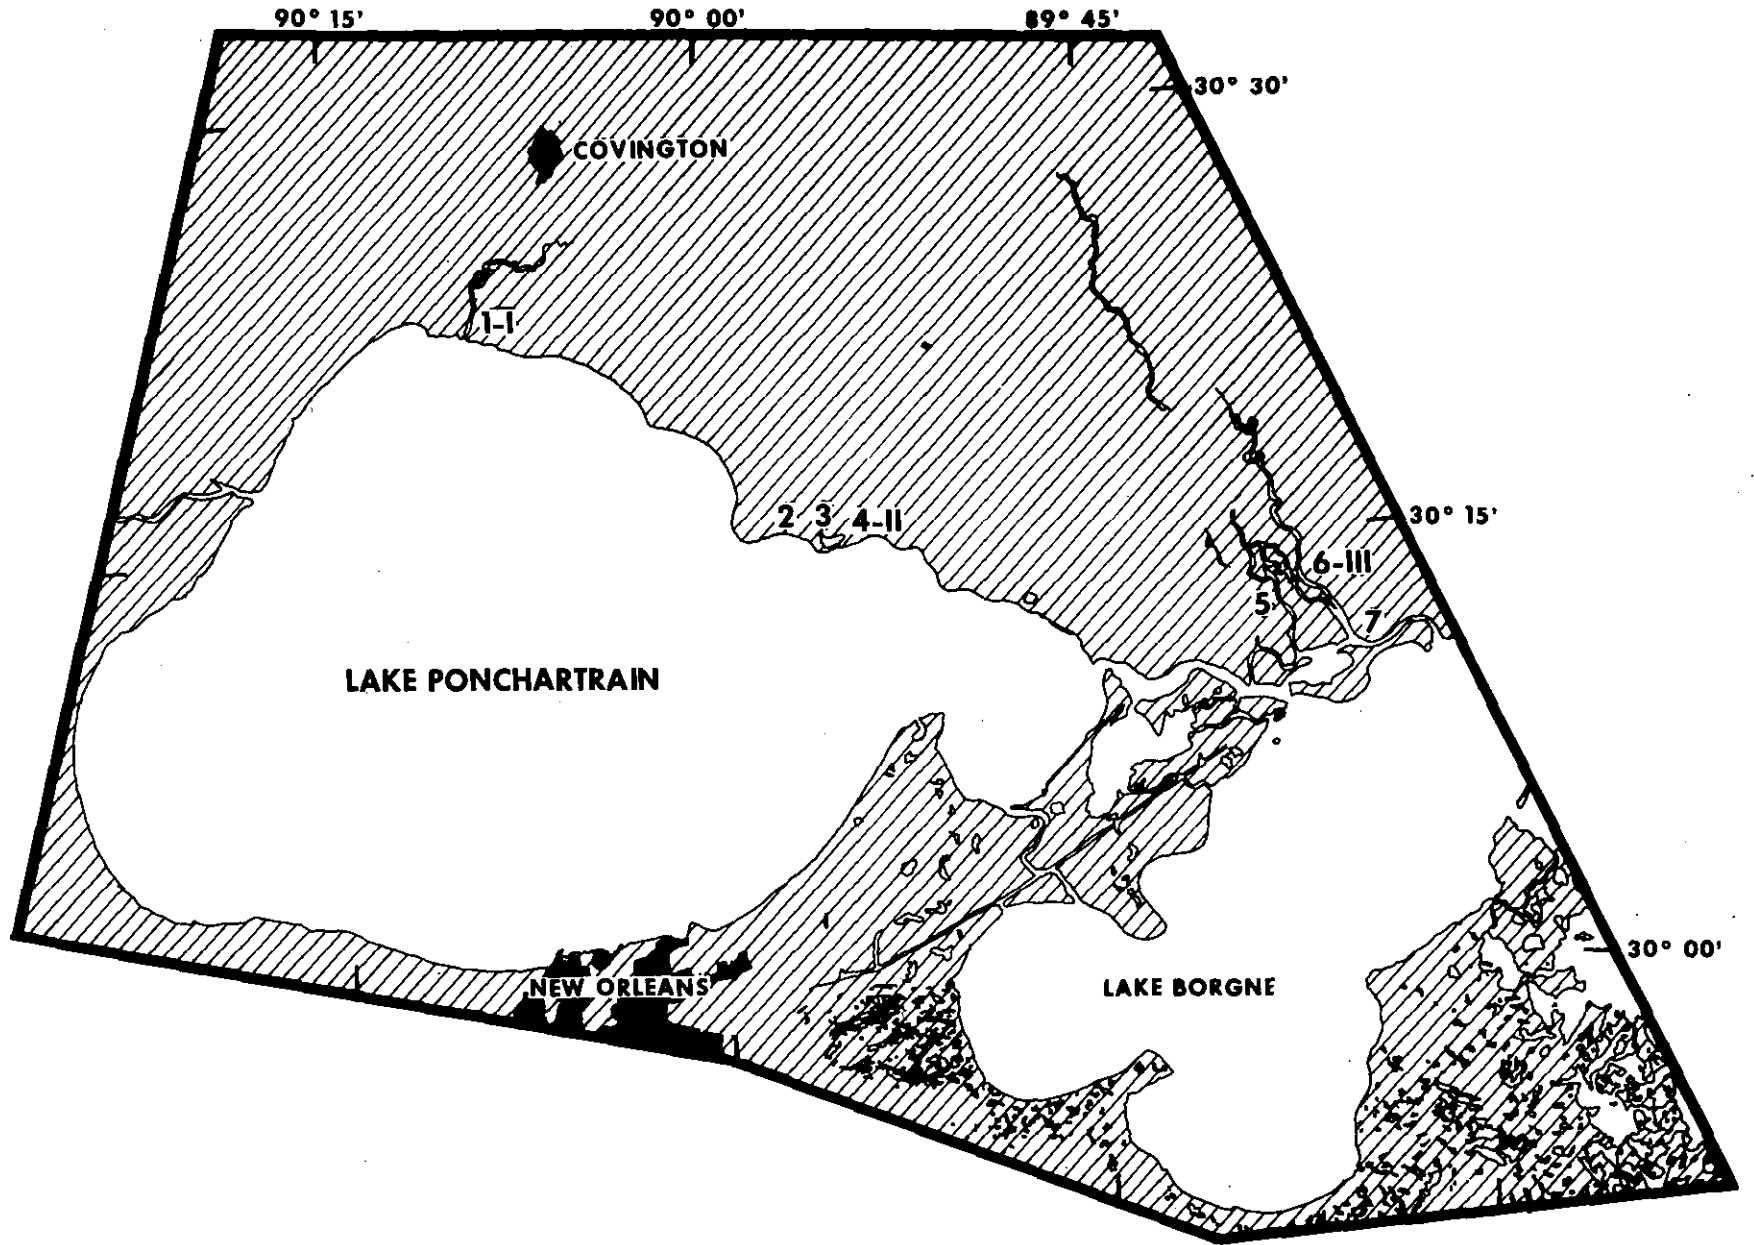 90° 15' 90° 00' 89° 45'
30° 30'
COVINGTON
1-I
2 3 4-II
30° 15'
6-III
5
7
LAKE PONCHARTRAIN
30° 00'
NEW ORLEANS
LAKE BORGNE